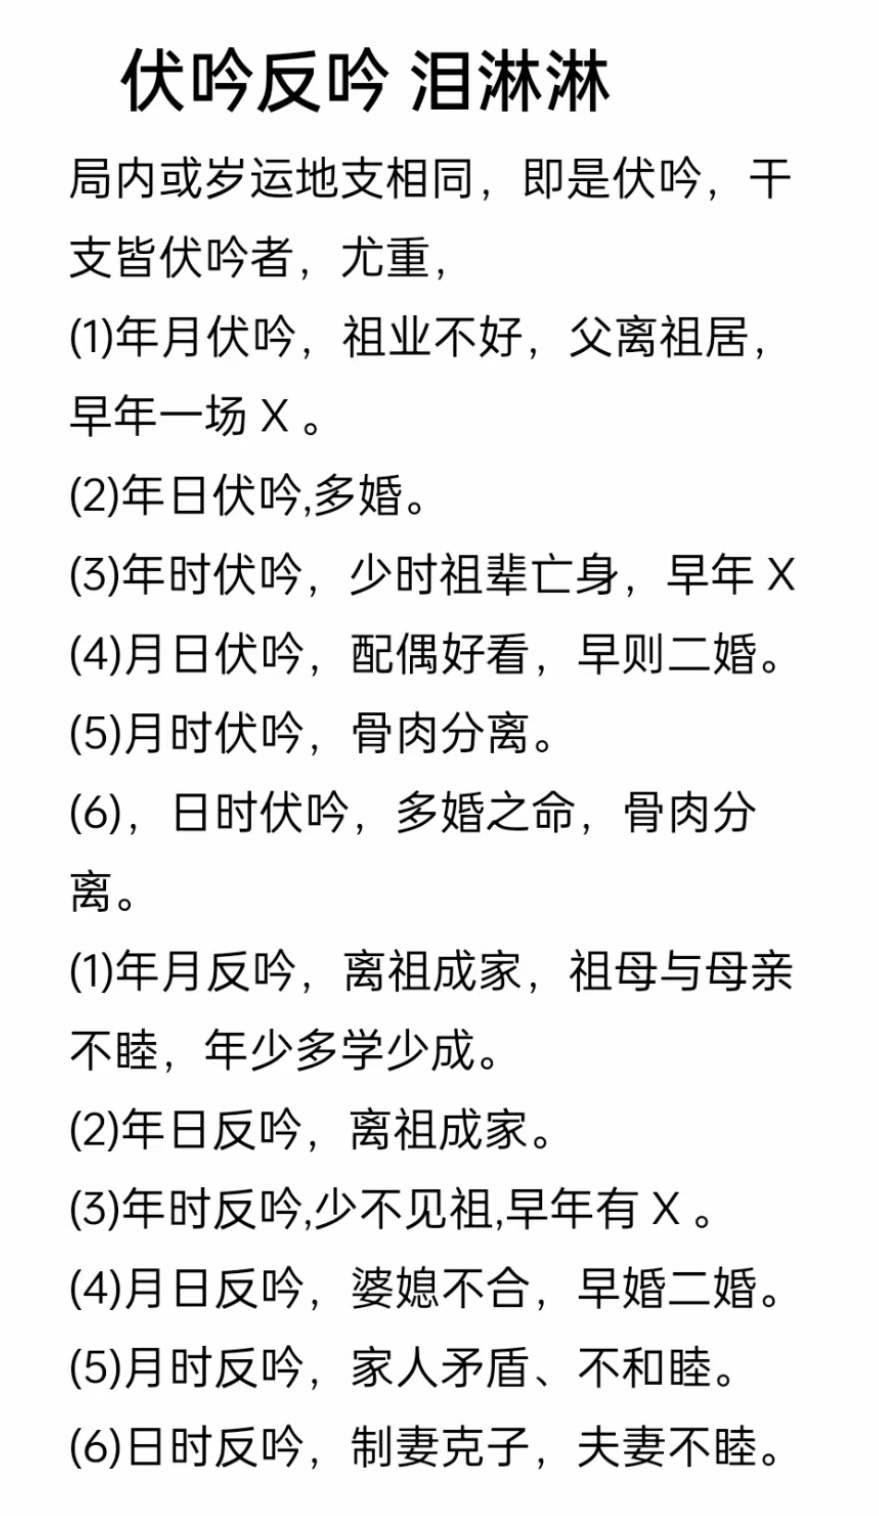 伏吟反吟 泪淋淋
局内或岁运地支相同，即是伏吟，干
支皆伏吟者，尤重，
(1)年月伏吟，祖业不好，父离祖居，
早年一场 X 。
(2)年日伏吟,多婚。
(3)年时伏吟，少时祖辈亡身，早年 X
(4)月日伏吟，配偶好看，早则二婚。
(5)月时伏吟，骨肉分离。
(6)，日时伏吟，多婚之命，骨肉分
离。
(1)年月反吟，离祖成家，祖母与母亲
不睦，年少多学少成。
(2)年日反吟，离祖成家。
(3)年时反吟,少不见祖,早年有 X 。
(4)月日反吟，婆媳不合，早婚二婚。
(5)月时反吟，家人矛盾、不和睦。
(6)日时反吟，制妻克子，夫妻不睦。